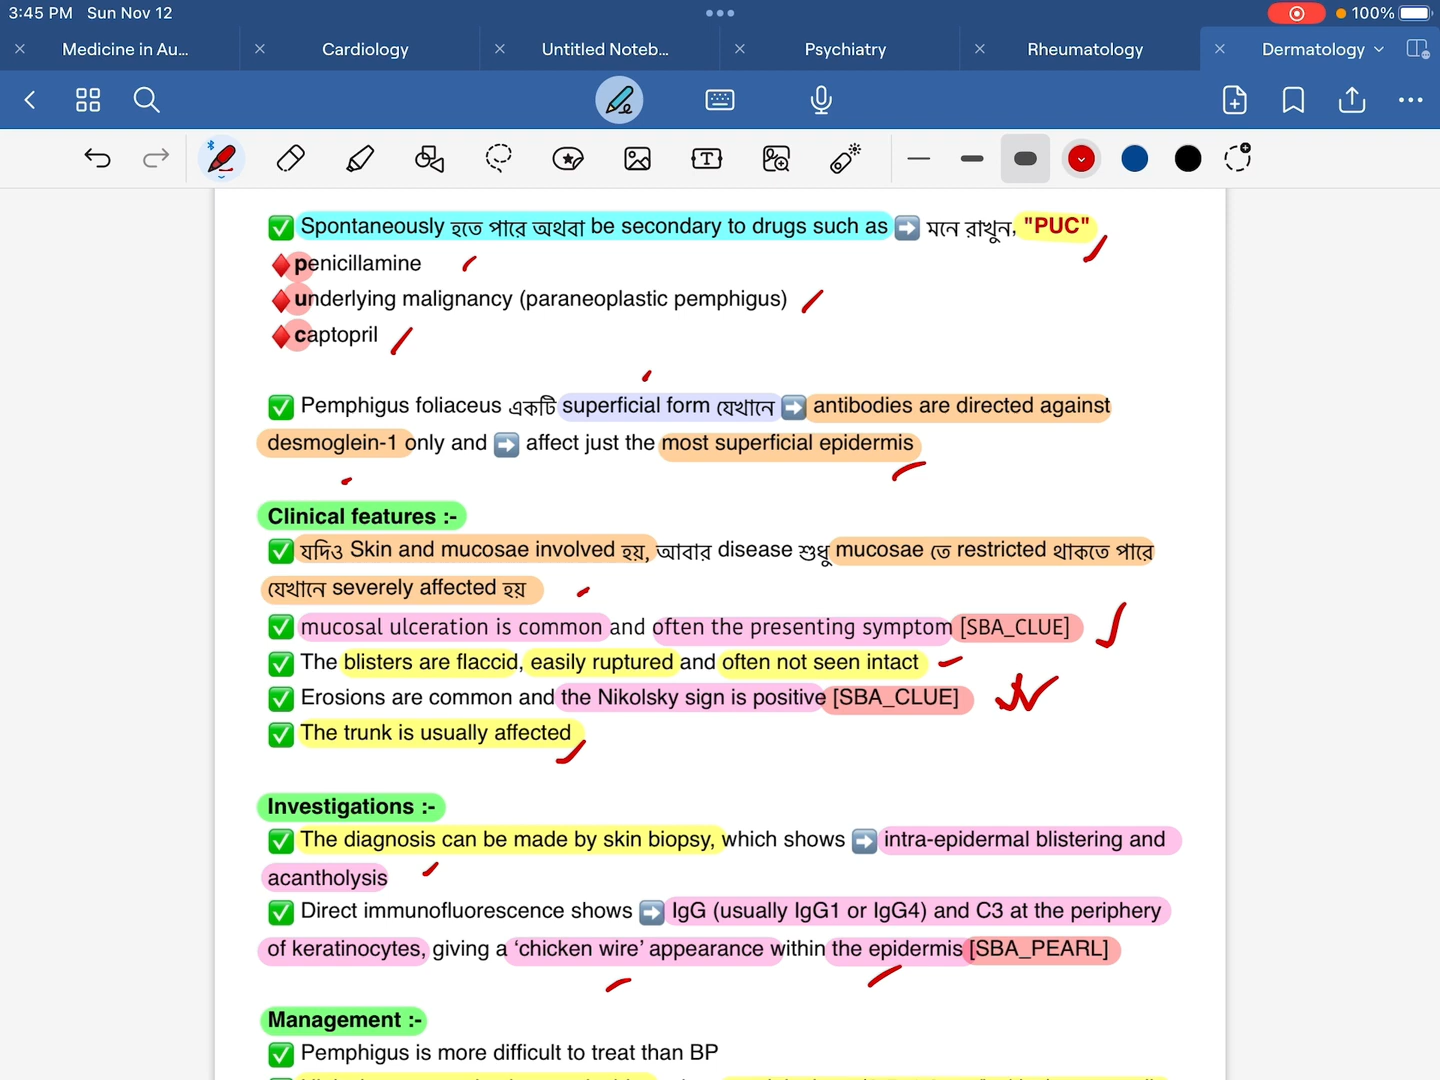 3:45 PM Sun Nov 12
100%
Medicine in Au...
Cardiology
Untitled Noteb...
Psychiatry
Rheumatology
Dermatology
✅ Spontaneously হতে পারে অথবা be secondary to drugs such as ➡️ মনে রাখুন, "PUC"
♦️penicillamine
♦️underlying malignancy (paraneoplastic pemphigus)
♦️captopril
✅ Pemphigus foliaceus একটি superficial form যেখানে ➡️ antibodies are directed against
desmoglein-1 only and ➡️ affect just the most superficial epidermis
Clinical features :-
✅ যদিও Skin and mucosae involved হয়, আবার disease শুধু mucosae তে restricted থাকতে পারে
যেখানে severely affected হয়
✅ mucosal ulceration is common and often the presenting symptom [SBA_CLUE]
✅ The blisters are flaccid, easily ruptured and often not seen intact
✅ Erosions are common and the Nikolsky sign is positive [SBA_CLUE]
✅ The trunk is usually affected
Investigations :-
✅ The diagnosis can be made by skin biopsy, which shows ➡️ intra-epidermal blistering and
acantholysis
✅ Direct immunofluorescence shows ➡️ IgG (usually IgG1 or IgG4) and C3 at the periphery
of keratinocytes, giving a ‘chicken wire’ appearance within the epidermis [SBA_PEARL]
Management :-
✅ Pemphigus is more difficult to treat than BP